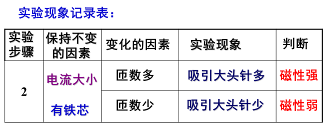 实验现象记录表：
实验步骤 保持不变的因素 变化的因素 实验现象 判断
2 电流大小 有铁芯 匝数多 吸引大头针多 磁性强
匝数少 吸引大头针少 磁性弱